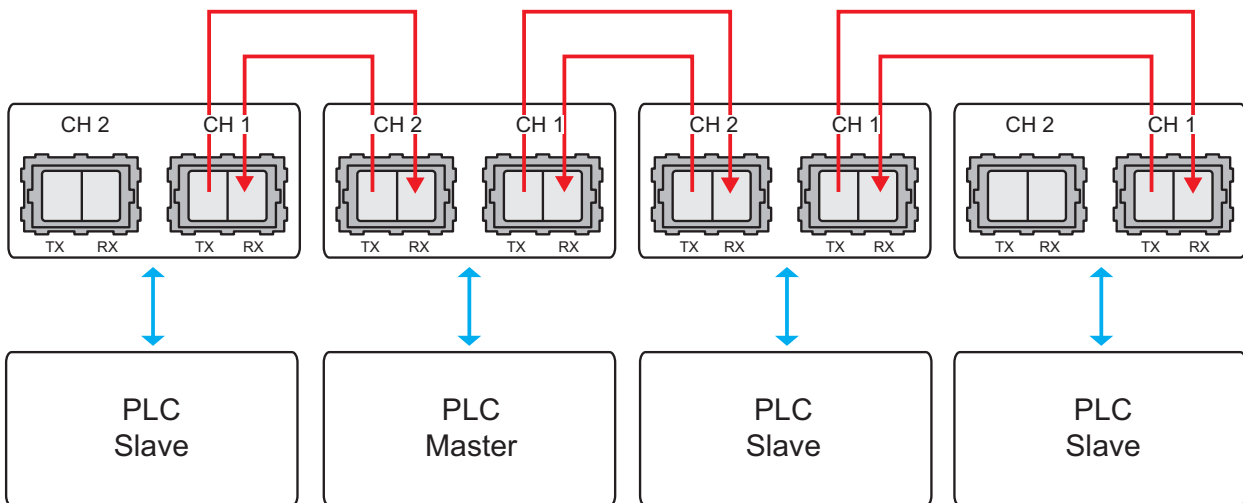 CH 2 CH 1 CH 2 CH 1 CH 2 CH 1 CH 2 CH 1
TX RX TX RX TX RX TX RX TX RX TX RX TX RX TX RX
PLC
Slave
PLC
Master
PLC
Slave
PLC
Slave